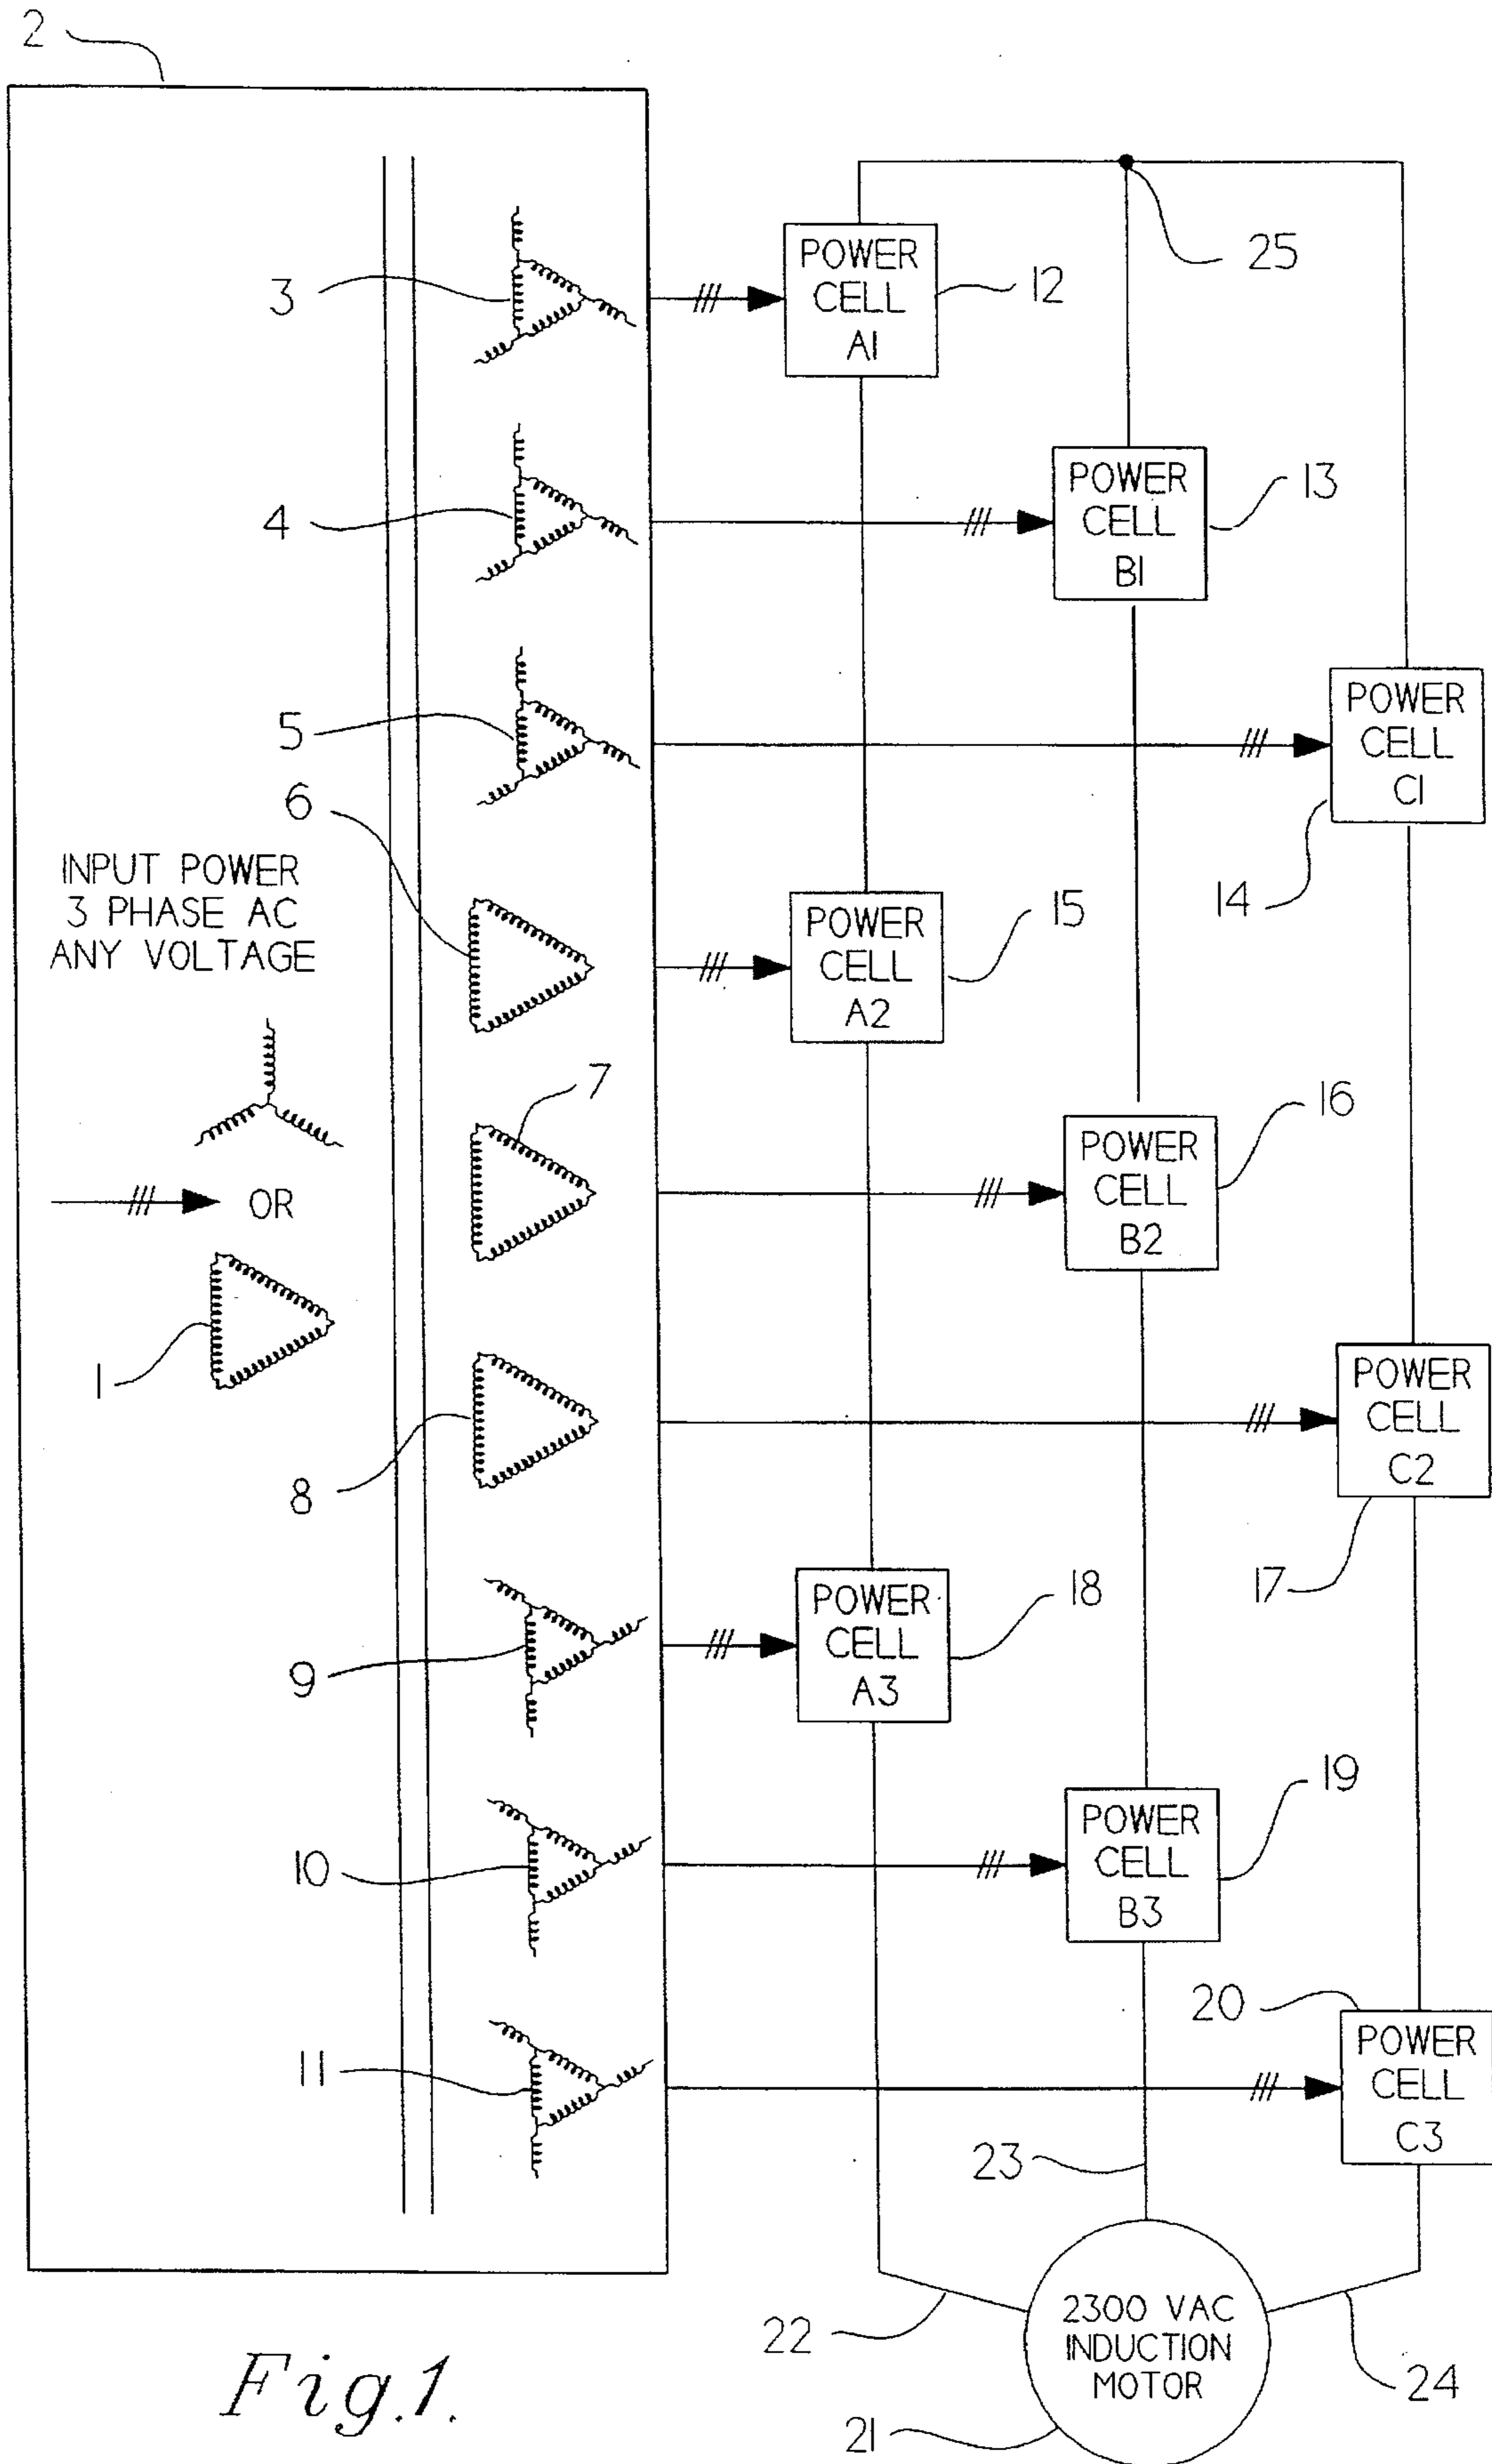 2
3
POWER
CELL
A1
12
25
4
POWER
CELL
B1
13
5
POWER
CELL
C1
14
6
INPUT POWER
3 PHASE AC
ANY VOLTAGE
POWER
CELL
A2
15
7
OR
POWER
CELL
B2
16
1
8
POWER
CELL
C2
17
9
POWER
CELL
A3
18
10
POWER
CELL
B3
19
11
20
POWER
CELL
C3
23
22
2300 VAC
INDUCTION
MOTOR
24
21
Fig.1.